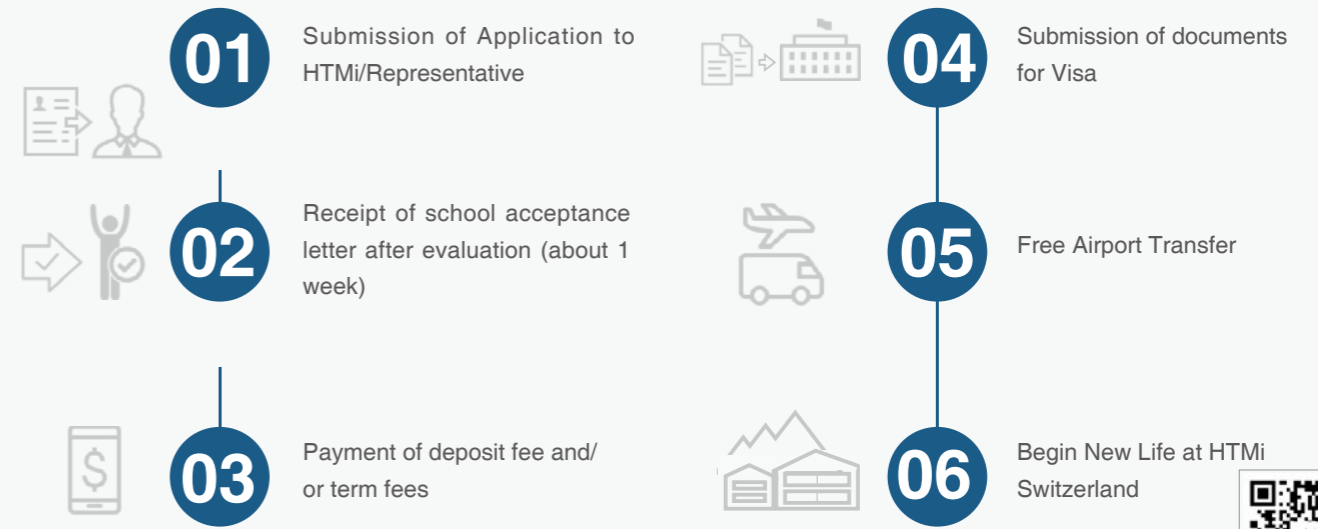 01
Submission of Application to
HTMi/Representative
02
Receipt of school acceptance
letter after evaluation (about 1
week)
03
Payment of deposit fee and/
or term fees
04
Submission of documents
for Visa
05
Free Airport Transfer
06
Begin New Life at HTMi
Switzerland